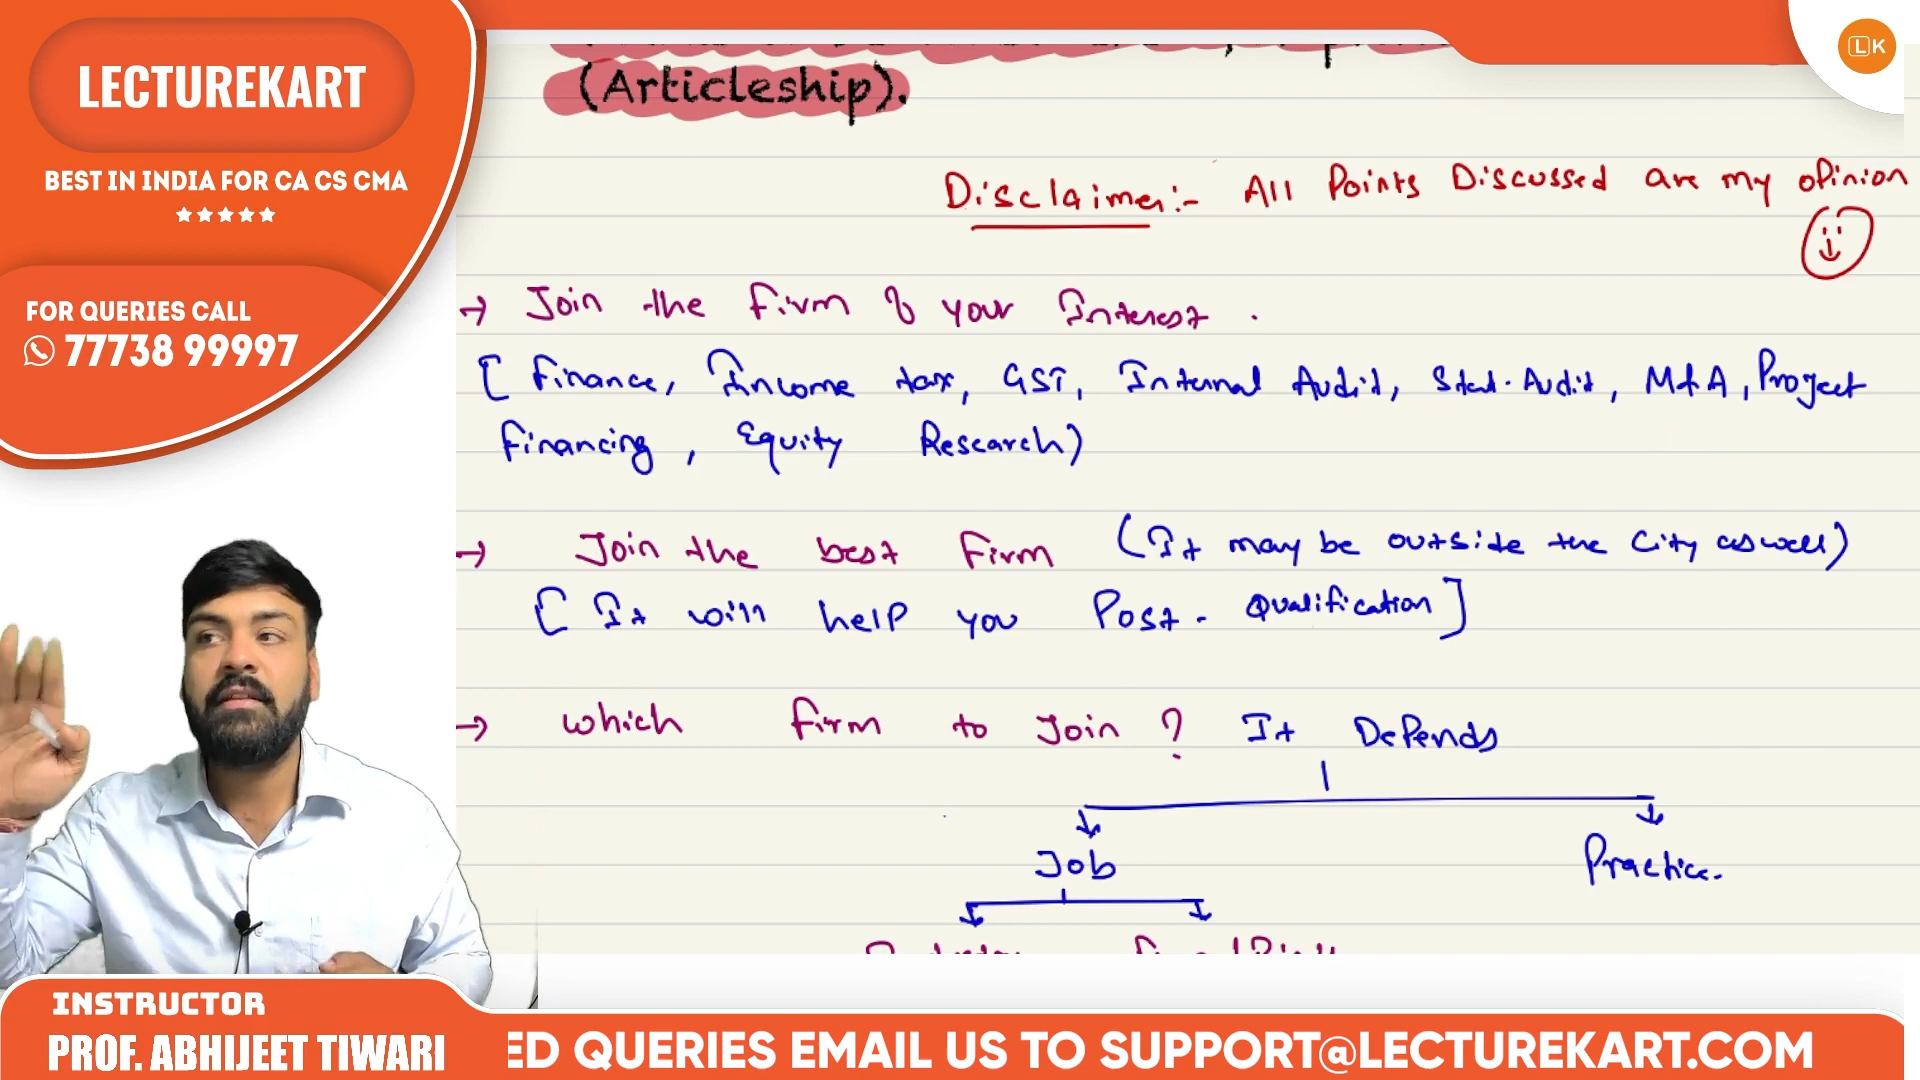 LECTUREKART
BEST IN INDIA FOR CA CS CMA
FOR QUERIES CALL
77738 99997
LK
(Articleship).
Disclaimer:- All Points Discussed are my opinion
→ Join the firm of your Interest.
[Finance, Income tax, GST, Internal Audit, Stat. Audit, M&A, Project
financing, Equity Research)
→ Join the best firm (It may be outside the City as well)
[It will help you Post-Qualification]
→ which firm to Join? It Depends
Job
Practice.
INSTRUCTOR
PROF. ABHIJEET TIWARI
ED QUERIES EMAIL US TO SUPPORT@LECTUREKART.COM